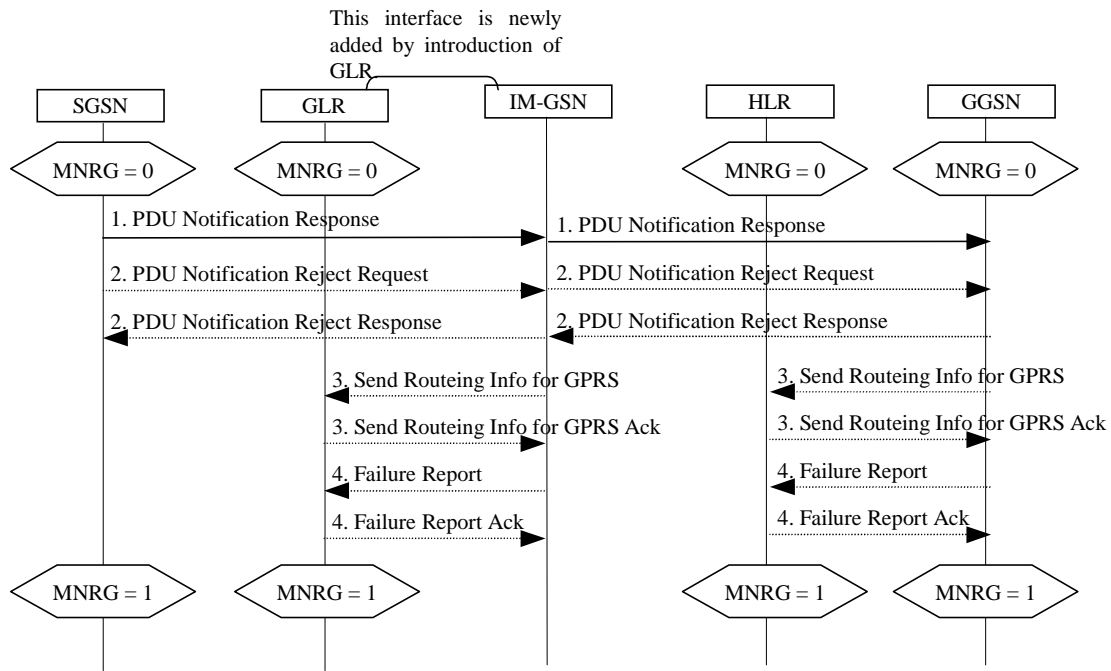 This interface is newly
added by introduction of
GLR
SGSN
GLR
IM-GSN
HLR
GGSN
MNRG = 0
MNRG = 0
MNRG = 0
MNRG = 0
1. PDU Notification Response
1. PDU Notification Response
2. PDU Notification Reject Request
2. PDU Notification Reject Request
2. PDU Notification Reject Response
2. PDU Notification Reject Response
3. Send Routeing Info for GPRS
3. Send Routeing Info for GPRS
3. Send Routeing Info for GPRS Ack
3. Send Routeing Info for GPRS Ack
4. Failure Report
4. Failure Report
4. Failure Report Ack
4. Failure Report Ack
MNRG = 1
MNRG = 1
MNRG = 1
MNRG = 1